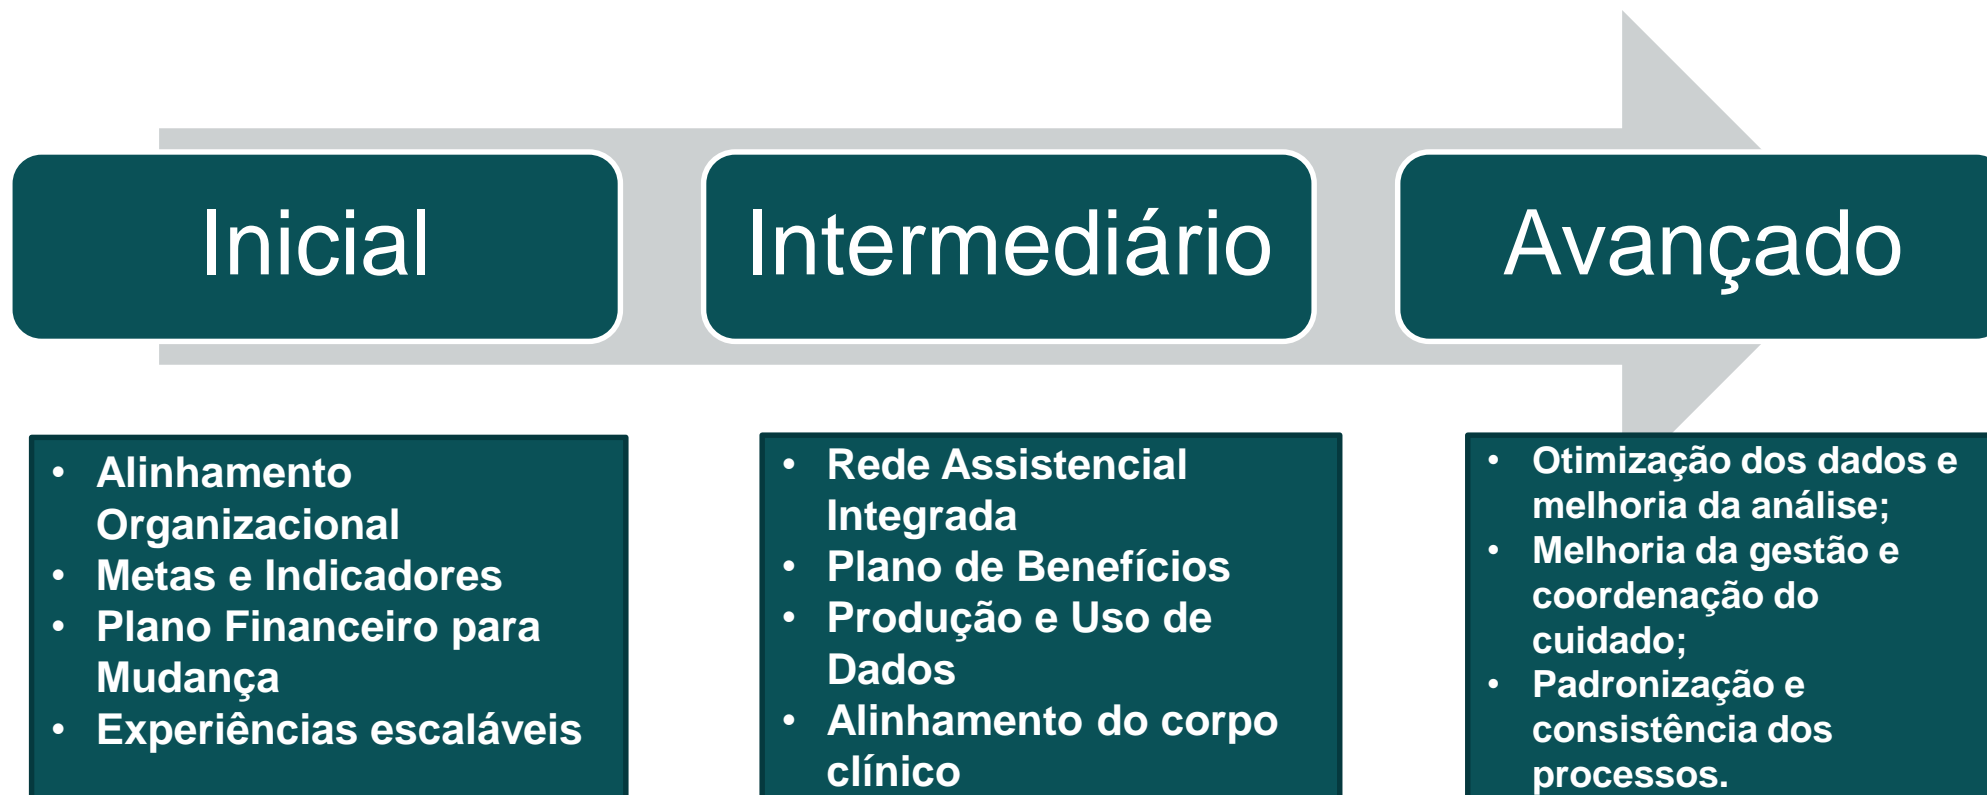 Inicial
Intermediário
Avançado
• Alinhamento
Organizacional
• Metas e Indicadores
• Plano Financeiro para
Mudança
• Experiências escaláveis
• Rede Assistencial
Integrada
• Plano de Benefícios
• Produção e Uso de
Dados
• Alinhamento do corpo
clínico
• Otimização dos dados e
melhoria da análise;
• Melhoria da gestão e
coordenação do
cuidado;
• Padronização e
consistência dos
processos.